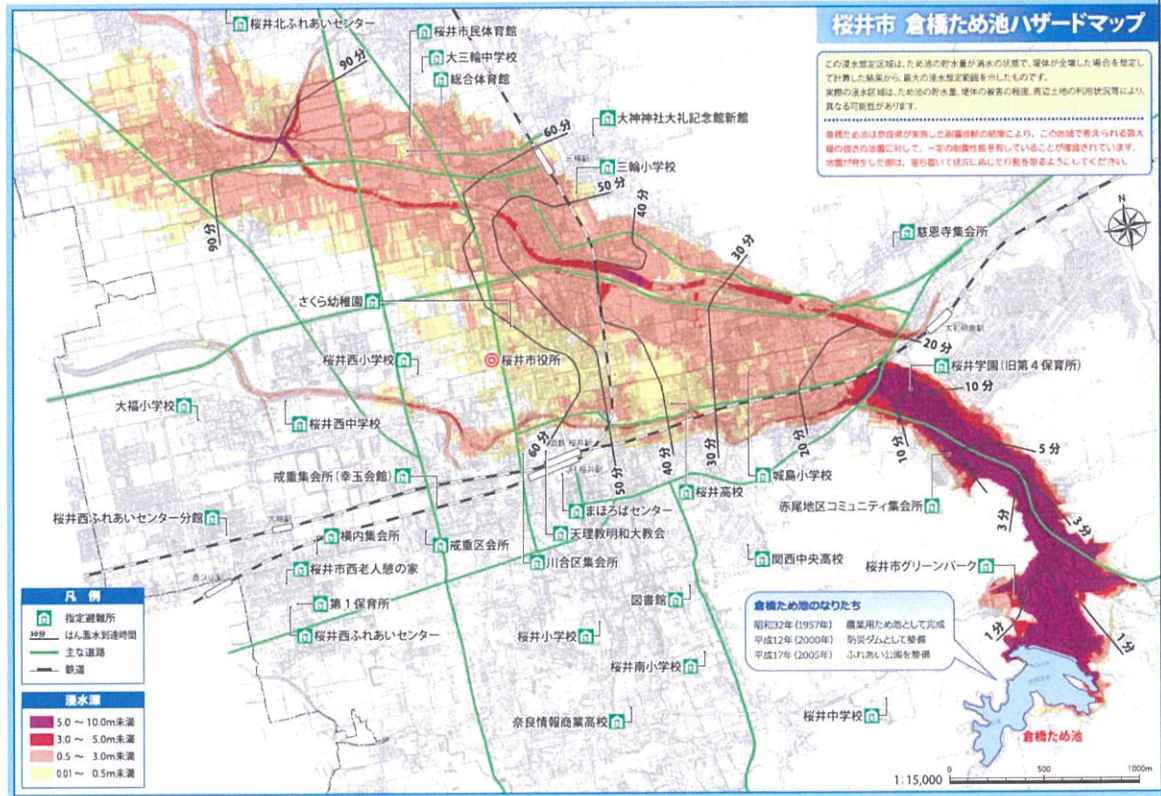 桜井市 倉橋ため池ハザードマップ
この浸水想定区域は、ため池の貯水量が満水の状態で、堤体が全壊した場合を想定
して計算した結果から、最大の浸水想定範囲を示したものです。
実際の浸水区域は、ため池の貯水量、堤体の被害の程度、周辺土地の利用状況等により、
異なる可能性があります。
倉橋ため池は奈良県が実施した耐震診断の結果により、この地域で考えられる最大
級の強さの地震に対して、一定の耐震性能を有していることが確認されています。
地震が発生した際は、落ち着いて状況に応じた行動を取るようにしてください。
桜井北ふれあいセンター
桜井市民体育館
大三輪中学校
総合体育館
90分
60分
大神神社大礼記念館新館
三輪小学校
50分
40分
90分
30分
N
慈恩寺集会所
さくら幼稚園
20分
桜井西小学校
桜井市役所
桜井学園(旧第4保育所)
10分
大福小学校
桜井西中学校
60分
50分
40分
30分
20分
10分
5分
戒重集会所(幸玉会館)
城島小学校
桜井高校
赤尾地区コミュニティ集会所
3分
3分
桜井西ふれあいセンター分館
まほろばセンター
天理教明和大教会
横内集会所
戒重区会所
川合区集会所
関西中央高校
桜井市グリーンパーク
桜井市西老人憩の家
第1保育所
桜井西ふれあいセンター
図書館
桜井小学校
桜井南小学校
1分
1分
奈良情報商業高校
桜井中学校
倉橋ため池のなりたち
昭和32年(1957年) 農業用ため池として完成
平成12年(2000年) 防災ダムとして整備
平成17年(2005年) ふれあい公園を整備
倉橋ため池
凡例
指定避難所
30分 はん濫水到達時間
主な道路
鉄道
浸水深
5.0 ～ 10.0m未満
3.0 ～ 5.0m未満
0.5 ～ 3.0m未満
0.01 ～ 0.5m未満
1:15,000
0 500 1000m